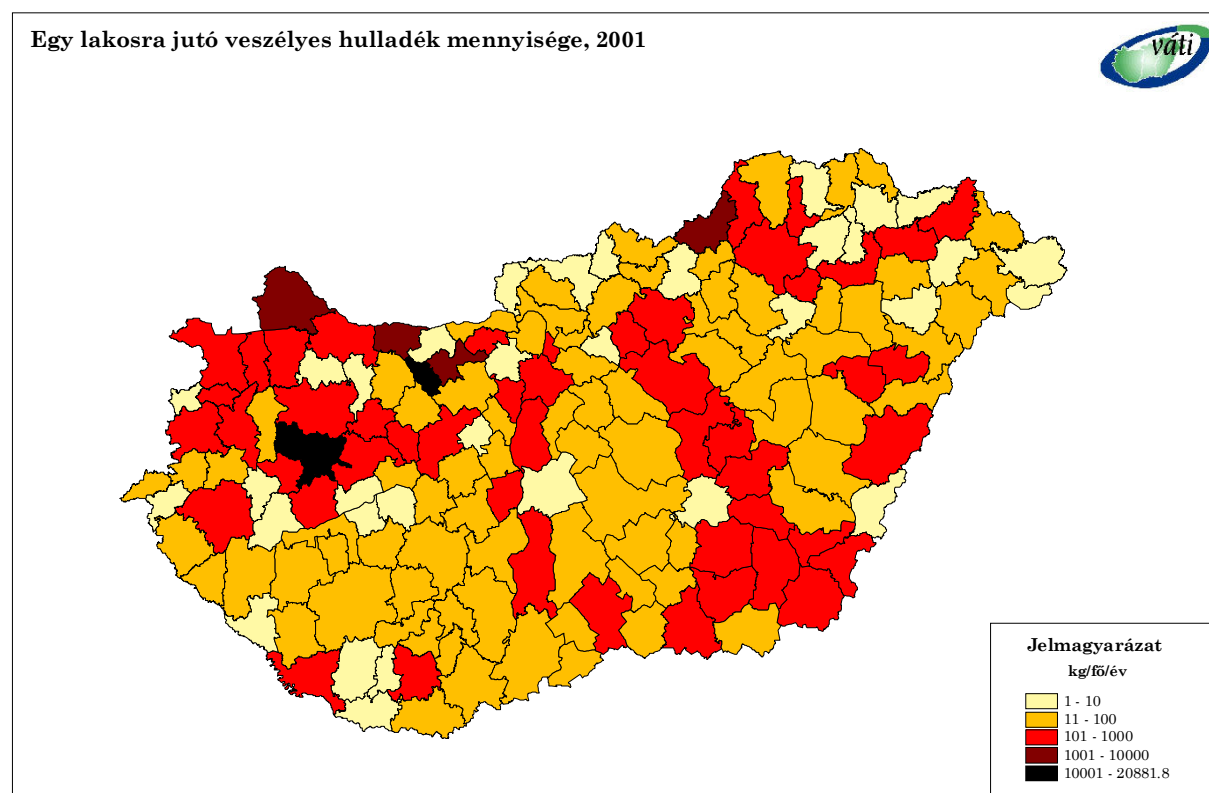 Egy lakosra jutó veszélyes hulladék mennyisége, 2001
váti
Jelmagyarázat
kg/fő/év
1 - 10
11 - 100
101 - 1000
1001 - 10000
10001 - 20881.8